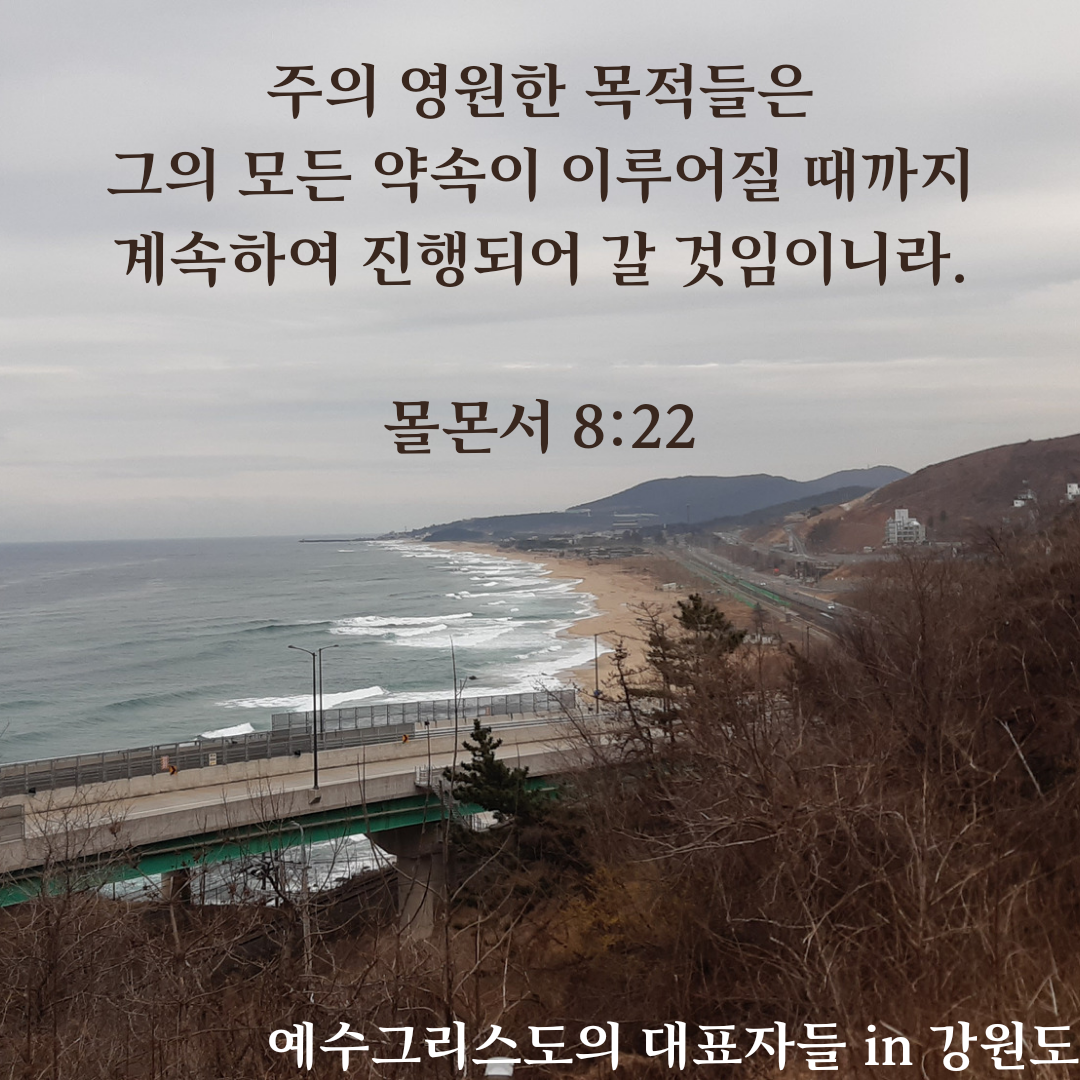 주의 영원한 목적들은
그의 모든 약속이 이루어질 때까지
계속하여 진행되어 갈 것임이니라.
몰몬서 8:22
예수그리스도의 대표자들 in 강원도